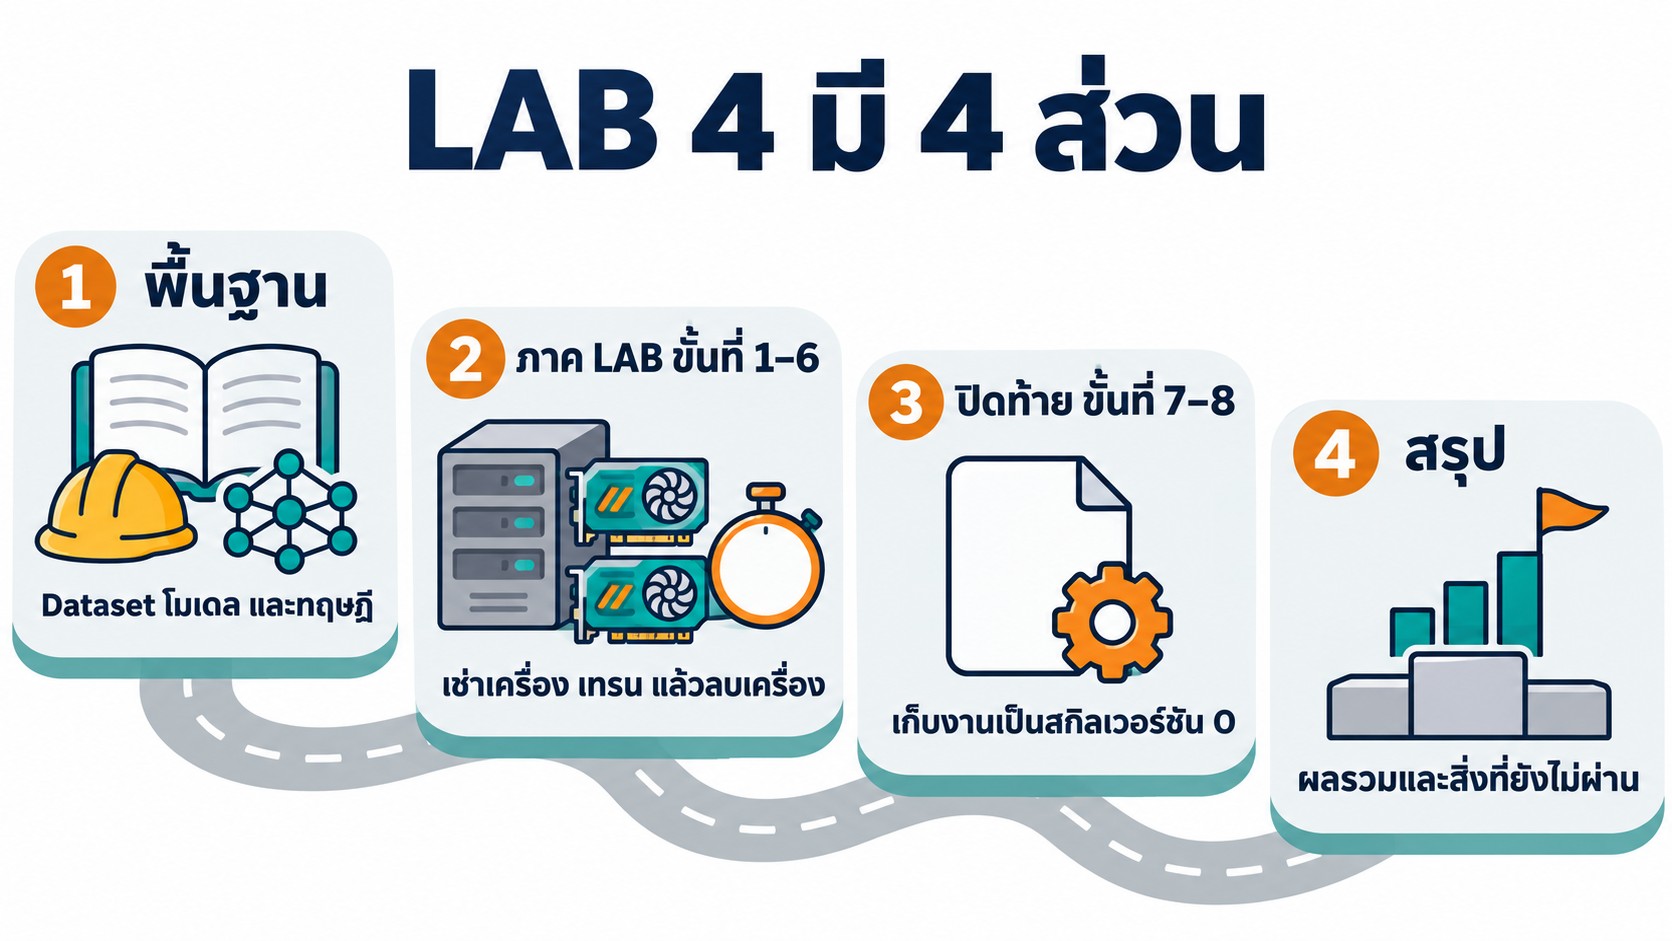 LAB 4 มี 4 ส่วน
1 พื้นฐาน
Dataset โมเดล และทฤษฎี
2 ภาค LAB ขั้นที่ 1–6
เช่าเครื่อง เทรน แล้วลบเครื่อง
3 ปิดท้าย ขั้นที่ 7–8
เก็บงานเป็นสกิลเวอร์ชัน 0
4 สรุป
ผลรวมและสิ่งที่ยังไม่ผ่าน